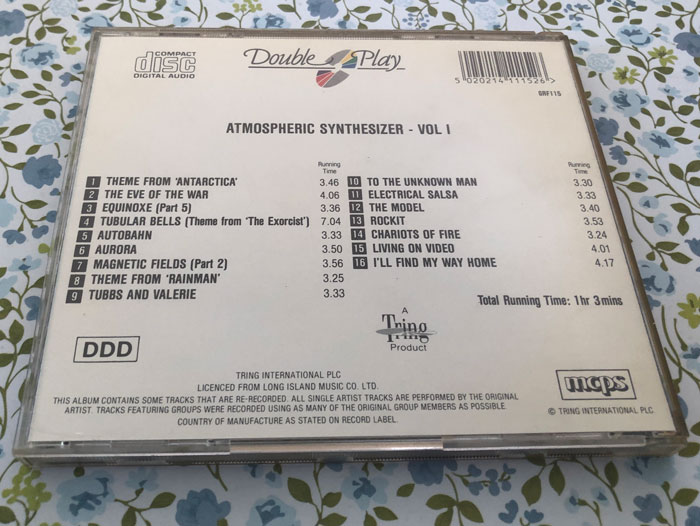 COMPACT
disc
DIGITAL AUDIO
Double Play
5 020214 111526
GRF115
ATMOSPHERIC SYNTHESIZER - VOL I
Running
Time
1 THEME FROM 'ANTARCTICA' 3.46
2 THE EVE OF THE WAR 4.06
3 EQUINOXE (Part 5) 3.36
4 TUBULAR BELLS (Theme from 'The Exorcist') 7.04
5 AUTOBAHN 3.33
6 AURORA 3.50
7 MAGNETIC FIELDS (Part 2) 3.56
8 THEME FROM 'RAINMAN' 3.25
9 TUBBS AND VALERIE 3.33
Running
Time
10 TO THE UNKNOWN MAN 3.30
11 ELECTRICAL SALSA 3.33
12 THE MODEL 3.40
13 ROCKIT 3.53
14 CHARIOTS OF FIRE 3.24
15 LIVING ON VIDEO 4.01
16 I'LL FIND MY WAY HOME 4.17
Total Running Time: 1hr 3mins
A
Tring
Product
DDD
mcps
TRING INTERNATIONAL PLC
LICENCED FROM LONG ISLAND MUSIC CO. LTD.
THIS ALBUM CONTAINS SOME TRACKS THAT ARE RE-RECORDED. ALL SINGLE ARTIST TRACKS ARE PERFORMED BY THE ORIGINAL
ARTIST. TRACKS FEATURING GROUPS WERE RECORDED USING AS MANY OF THE ORIGINAL GROUP MEMBERS AS POSSIBLE.
COUNTRY OF MANUFACTURE AS STATED ON RECORD LABEL.
© TRING INTERNATIONAL PLC